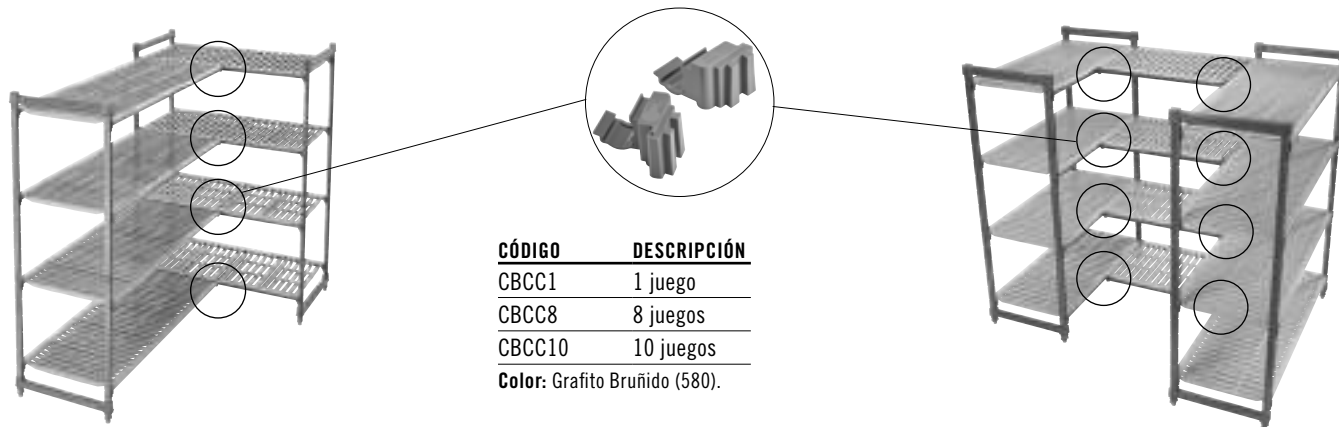 CÓDIGO DESCRIPCIÓN
CBCC1 1 juego
CBCC8 8 juegos
CBCC10 10 juegos
Color: Grafito Bruñido (580).